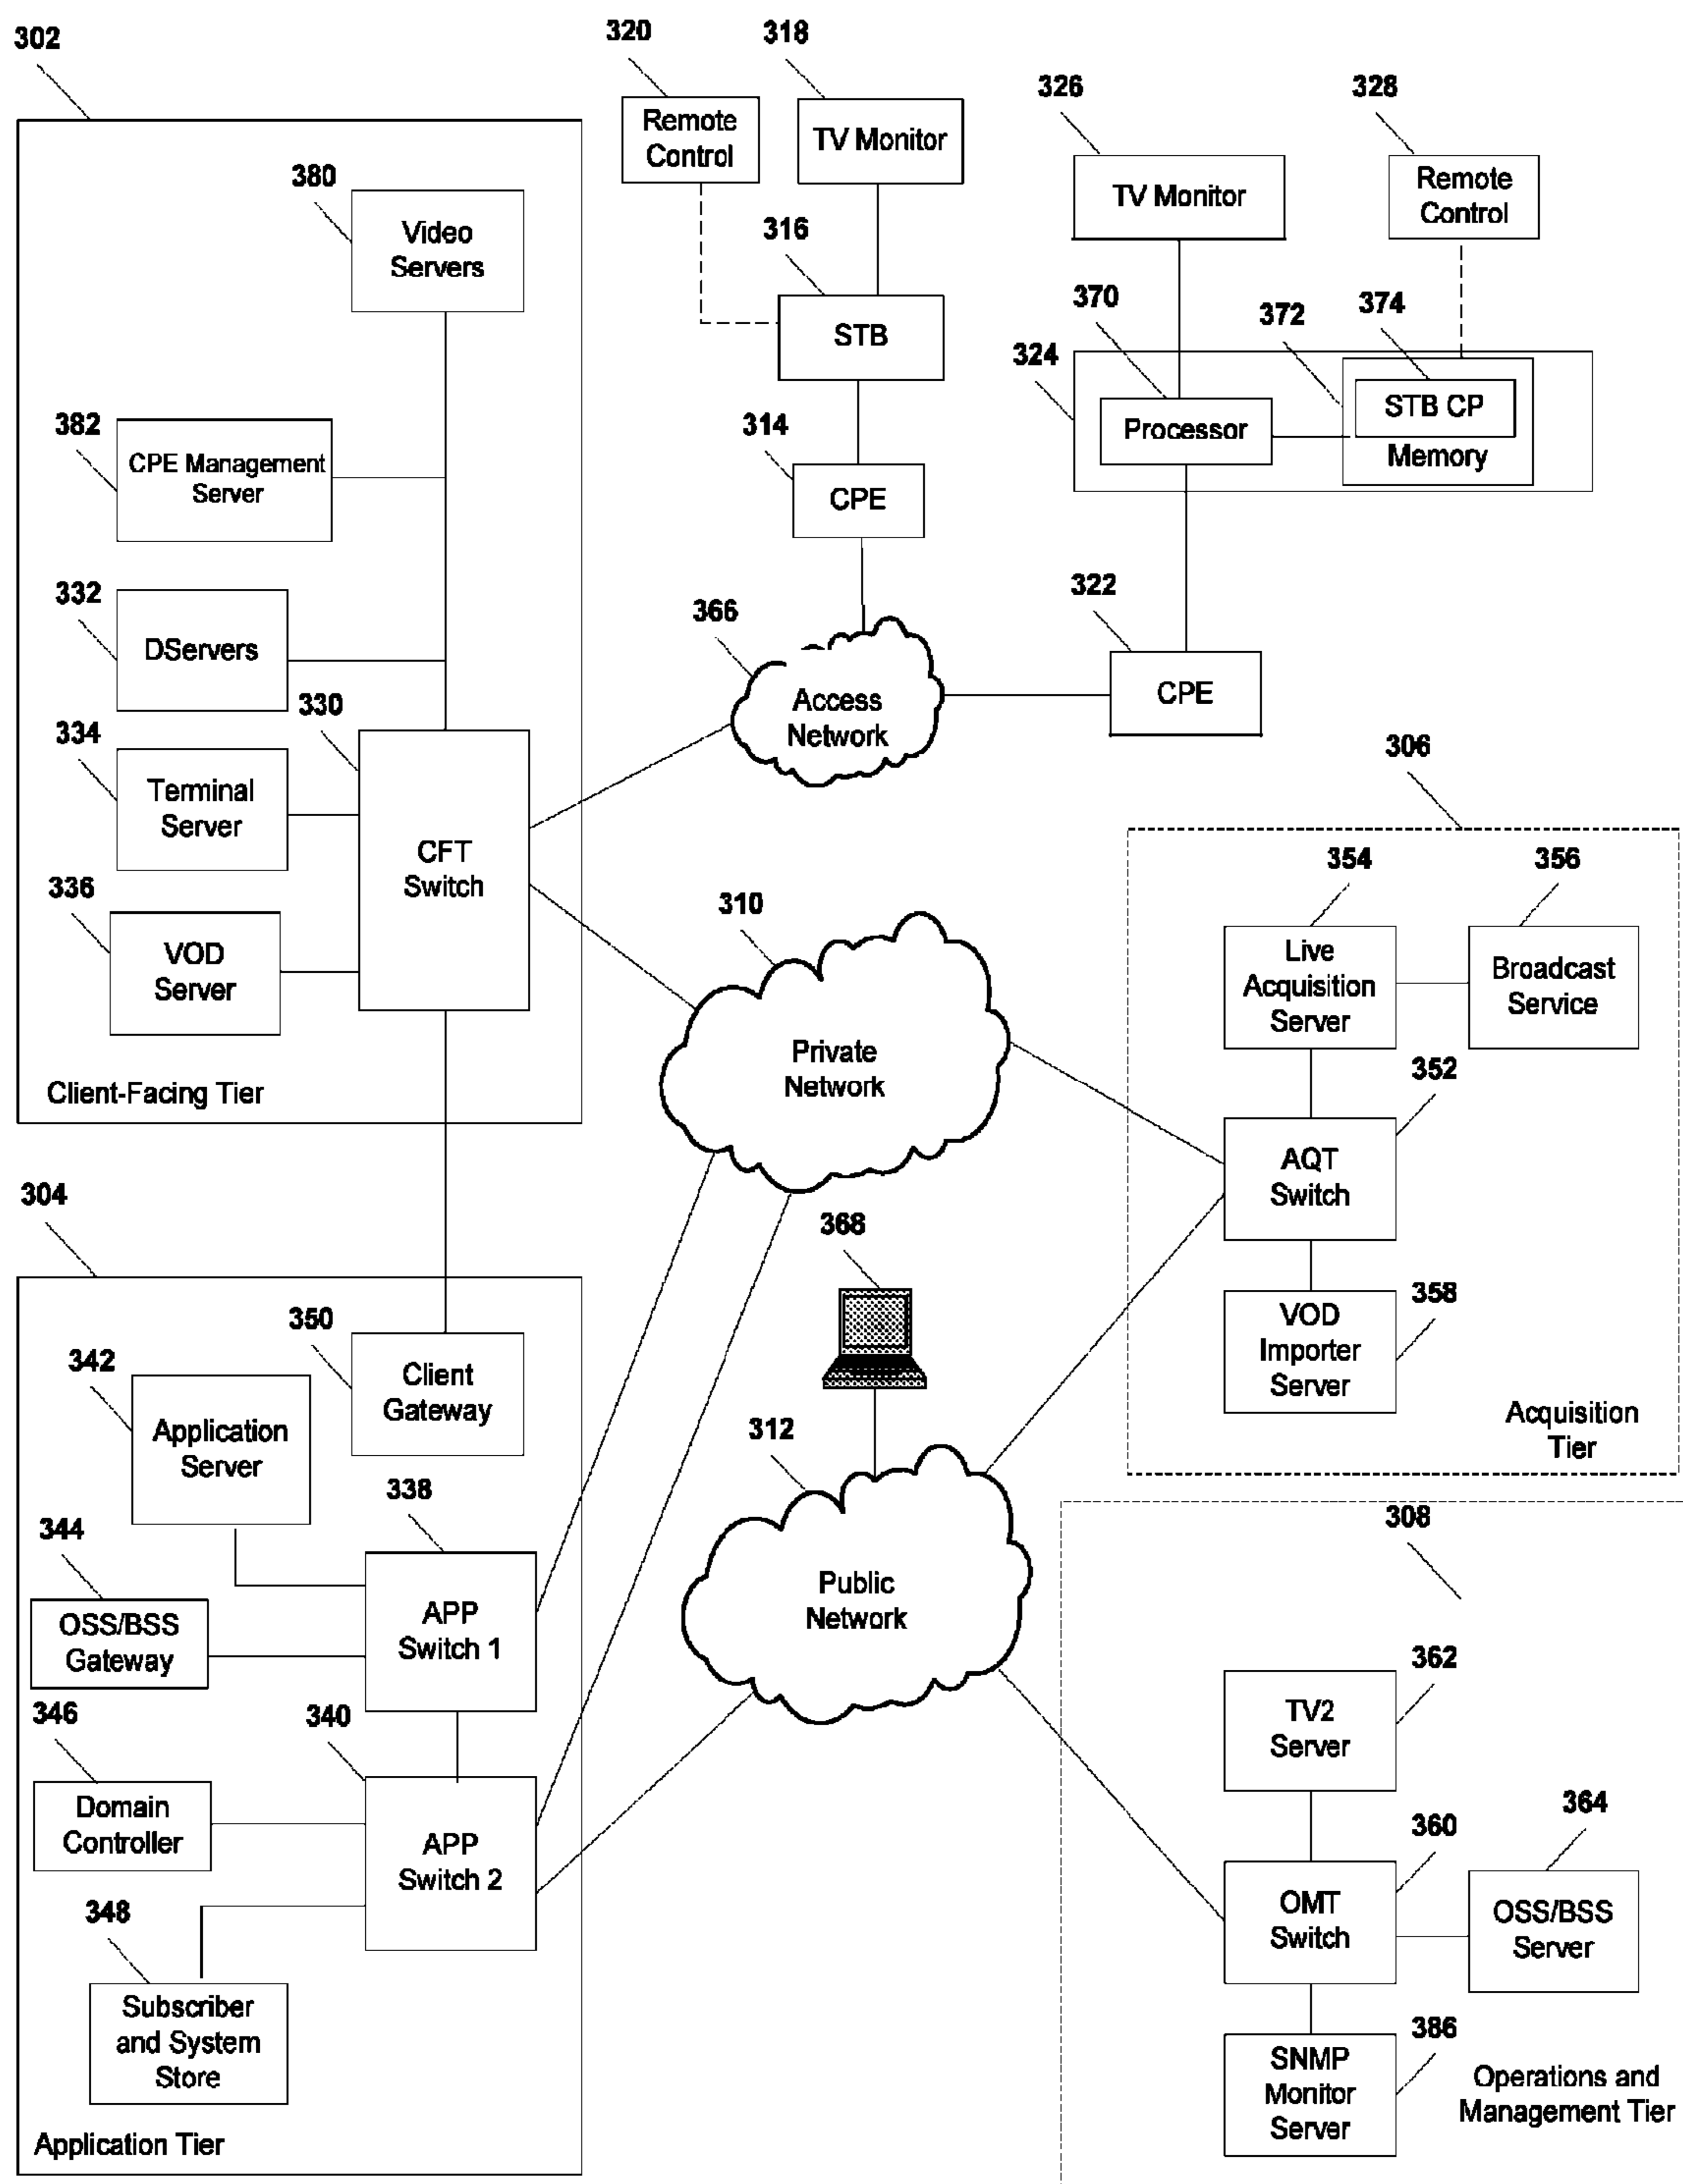 302
320
318
326
328
Remote
Control
TV Monitor
TV Monitor
Remote
Control
380
Video
Servers
316
STB
370
372
374
324
STB CP
Processor
Memory
382
CPE Management
Server
314
CPE
332
DServers
366
322
Access
Network
CPE
330
334
Terminal
Server
306
CFT
Switch
336
VOD
Server
310
354
356
Live
Acquisition
Server
Broadcast
Service
Private
Network
352
Client-Facing Tier
AQT
Switch
304
368
358
VOD
Importer
Server
350
342
Client
Gateway
Application
Server
312
Acquisition
Tier
338
344
308
OSS/BSS
Gateway
APP
Switch 1
Public
Network
362
TV2
Server
346
340
Domain
Controller
APP
Switch 2
360
364
OMT
Switch
OSS/BSS
Server
348
Subscriber
and System
Store
386
SNMP
Monitor
Server
Operations and
Management Tier
Application Tier